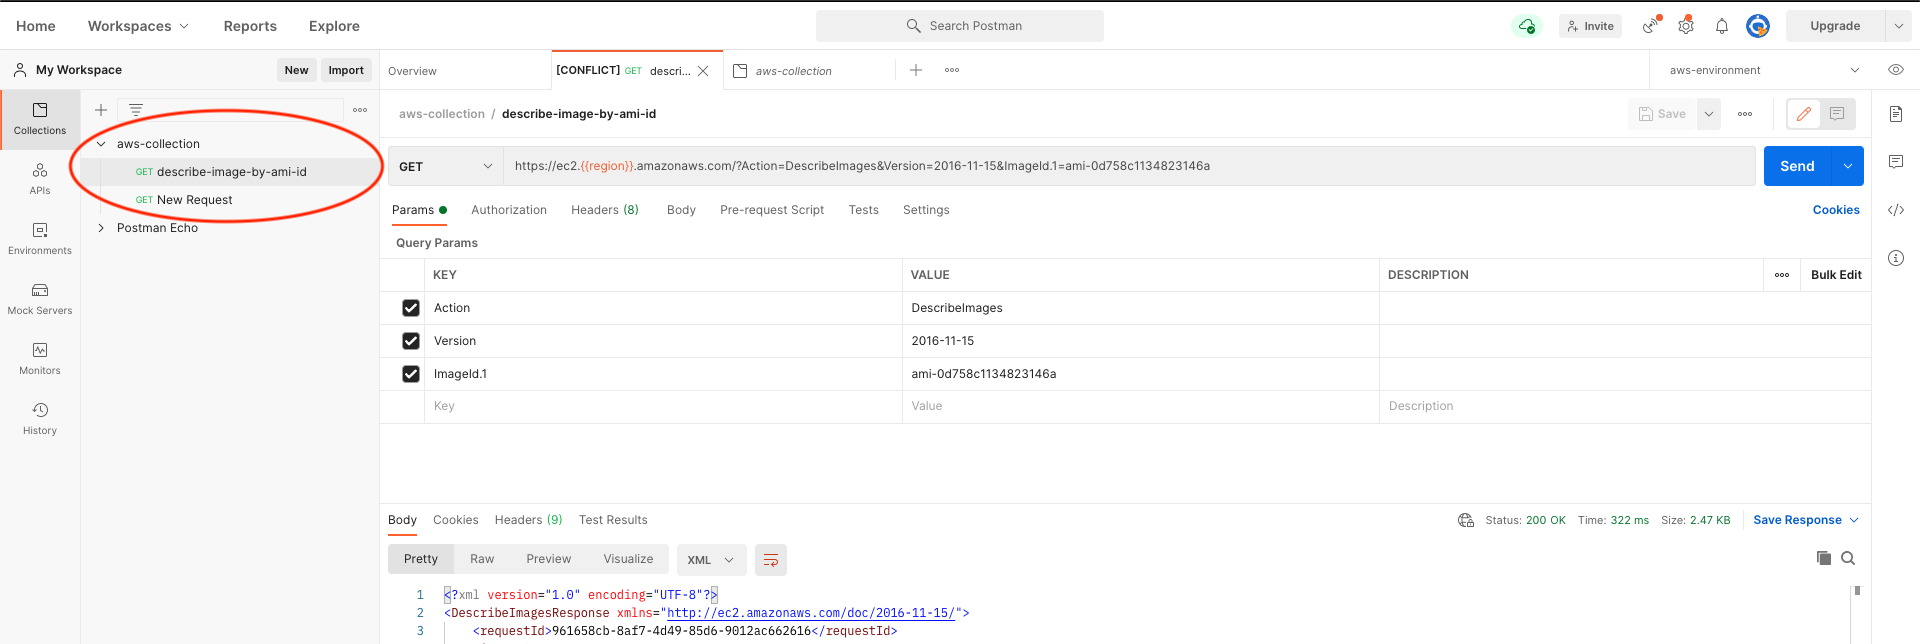 Home Workspaces Reports Explore Search Postman Invite Upgrade
My Workspace New Import Overview [CONFLICT] GET descri... aws-collection aws-environment
Collections
APIs
Environments
Mock Servers
Monitors
History
aws-collection
GET describe-image-by-ami-id
GET New Request
Postman Echo
aws-collection / describe-image-by-ami-id Save
GET https://ec2.{{region}}.amazonaws.com/?Action=DescribeImages&Version=2016-11-15&ImageId.1=ami-0d758c1134823146a Send
Params Authorization Headers (8) Body Pre-request Script Tests Settings Cookies
Query Params
KEY VALUE DESCRIPTION Bulk Edit
Action DescribeImages
Version 2016-11-15
ImageId.1 ami-0d758c1134823146a
Key Value Description
Body Cookies Headers (9) Test Results Status: 200 OK Time: 322 ms Size: 2.47 KB Save Response
Pretty Raw Preview Visualize XML
1 <?xml version="1.0" encoding="UTF-8"?>
2 <DescribeImagesResponse xmlns="http://ec2.amazonaws.com/doc/2016-11-15/">
3 <requestId>961658cb-8af7-4d49-85d6-9012ac662616</requestId>